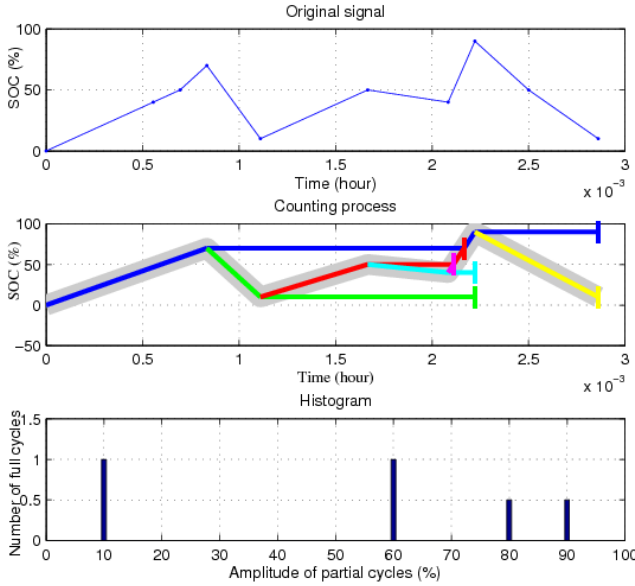 Original signal
100
50
0
SOC (%)
0 0.5 1 1.5 2 2.5 3
Time (hour)
x 10⁻³
Counting process
100
50
0
−50
SOC (%)
0 0.5 1 1.5 2 2.5 3
Time (hour)
x 10⁻³
Histogram
1.5
1
0.5
0
Number of full cycles
0 10 20 30 40 50 60 70 80 90 100
Amplitude of partial cycles (%)